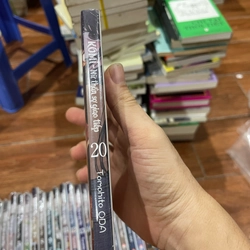 KOMI - Nữ thần sợ giao tiếp
20
Tomohito ODA